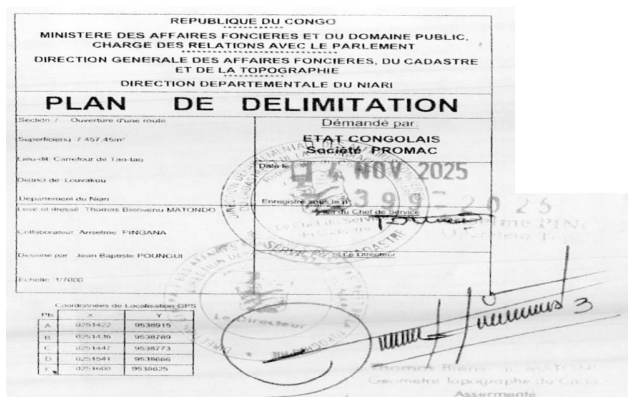 REPUBLIQUE DU CONGO
MINISTERE DES AFFAIRES FONCIERES ET DU DOMAINE PUBLIC,
CHARGE DES RELATIONS AVEC LE PARLEMENT
DIRECTION GENERALE DES AFFAIRES FONCIERES, DU CADASTRE
ET DE LA TOPOGRAPHIE
DIRECTION DEPARTEMENTALE DU NIARI
PLAN DE DELIMITATION
Section / Ouverture d'une route
Démandé par:
Superficie(s) 7 457,45m²
ETAT CONGOLAIS
Société PROMAC
Lieu-dit Carrefour de Tao-tao
Date le
4 NOV 2025
District de Louvakou
Département du Niari
Enregistré sous le n°
399-2025
Levé et dressé Thomas Bienvenu MATONDO
du Chef de Service
Collaborateur Anselme PINGANA
Le Directeur
Dessiné par Jean Baptiste POUNGUI
Echelle: 1/7000
Coordonnées de Localisation GPS
Pts X Y
A 0251422 9538915
B 0251436 9538789
C 0251447 9538773
D 0251541 9538666
0251600 9538625
Le Directeur
3
Géomètre Topographe du
Assermenté